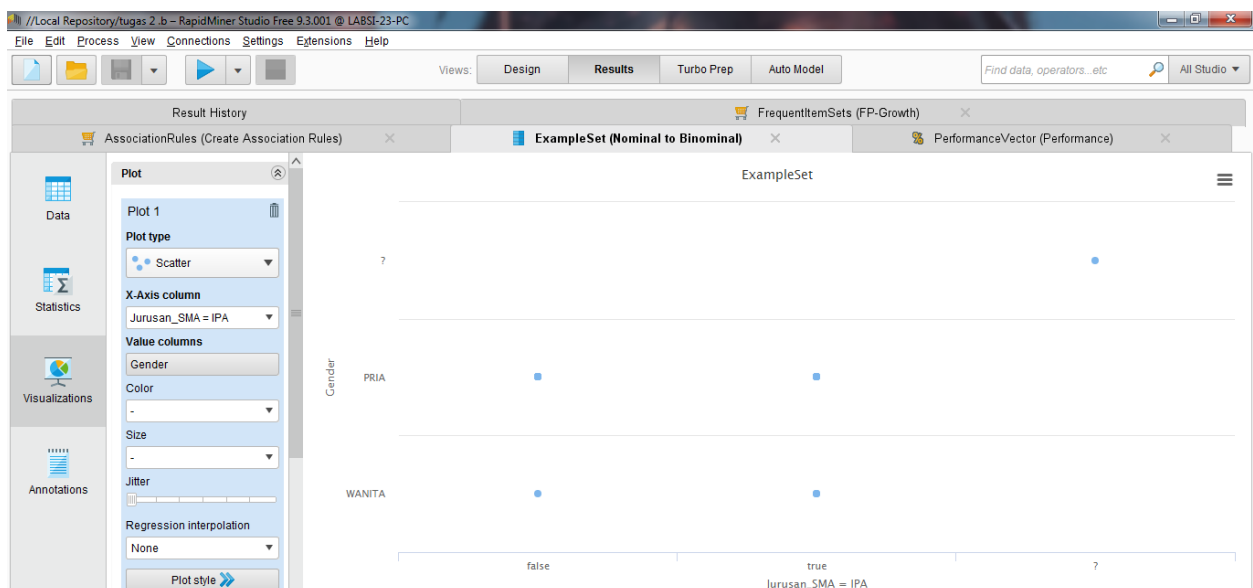 //Local Repository/tugas 2 .b – RapidMiner Studio Free 9.3.001 @ LABSI-23-PC
File Edit Process View Connections Settings Extensions Help
Views: Design Results Turbo Prep Auto Model Find data, operators...etc All Studio
Result History FrequentItemSets (FP-Growth)
AssociationRules (Create Association Rules) ExampleSet (Nominal to Binominal) PerformanceVector (Performance)
Data
Statistics
Visualizations
Annotations
Plot
Plot 1
Plot type
Scatter
X-Axis column
Jurusan_SMA = IPA
Value columns
Gender
Color
-
Size
-
Jitter
Regression interpolation
None
Plot style
ExampleSet
Gender
?
PRIA
WANITA
false true ?
Jurusan_SMA = IPA